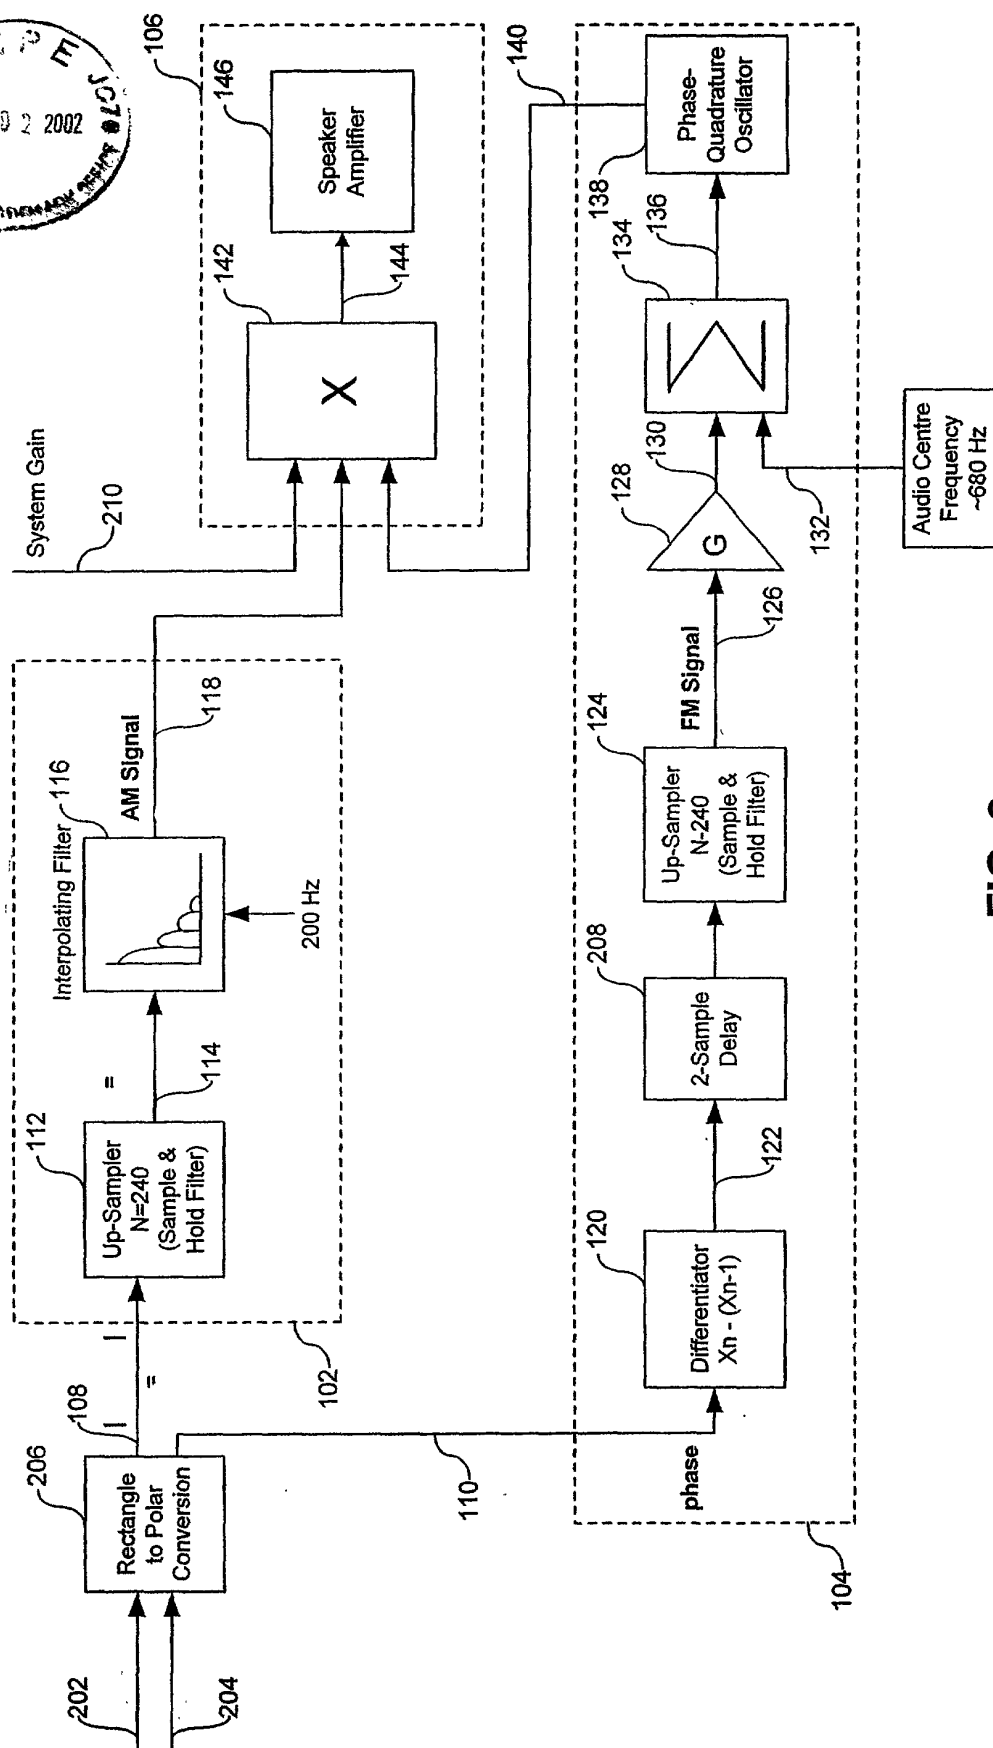 2002
JC78
System Gain
210
106
146
Speaker
Amplifier
142
X
144
140
Interpolating Filter
116
AM Signal
118
200 Hz
112
Up-Sampler
N=240
(Sample &
Hold Filter)
=
114
102
206
Rectangle
to Polar
Conversion
108
| |
=
202
204
110
phase
104
120
Differentiator
Xn - (Xn-1)
122
208
2-Sample
Delay
124
Up-Sampler
N-240
(Sample &
Hold Filter)
FM Signal
126
128
G
130
132
Audio Centre
Frequency
~680 Hz
134
136
138
Phase-
Quadrature
Oscillator